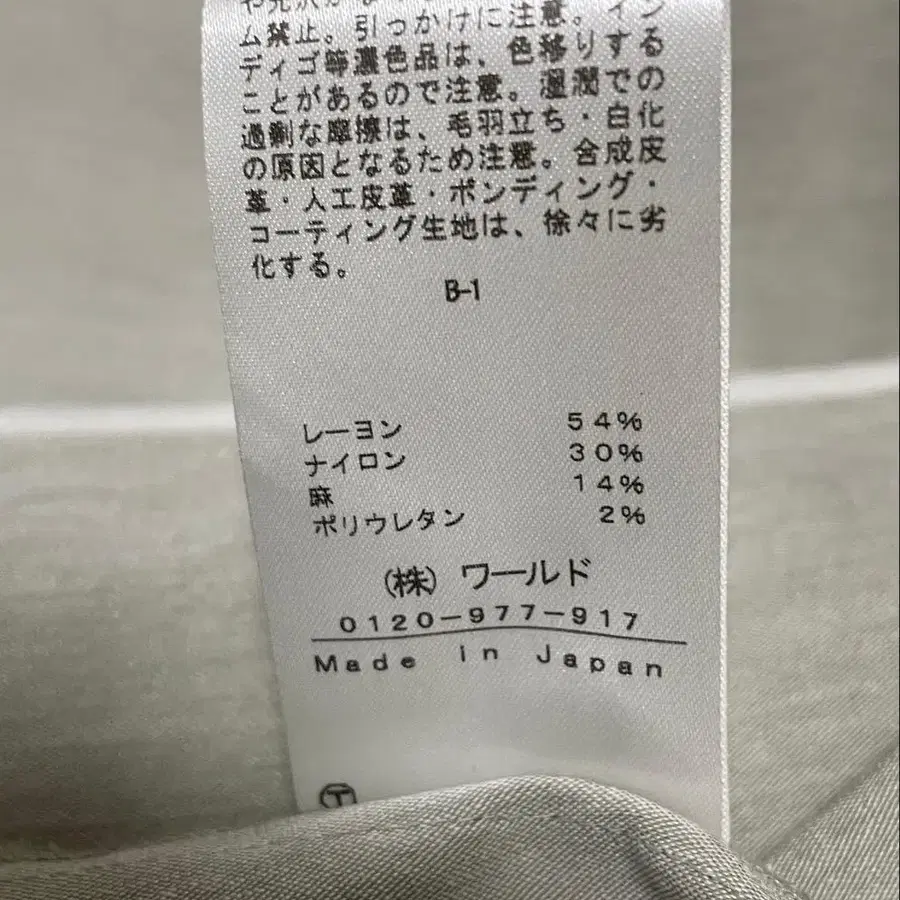 ム禁止。引っかけに注意。イン
ディゴ等濃色品は、色移りする
ことがあるので注意。湿潤での
過剰な摩擦は、毛羽立ち・白化
の原因となるため注意。合成皮
革・人工皮革・ボンディング・
コーティング生地は、徐々に劣
化する。
B-1
レーヨン 54%
ナイロン 30%
麻 14%
ポリウレタン 2%
(株) ワールド
0120-977-917
Made in Japan
T